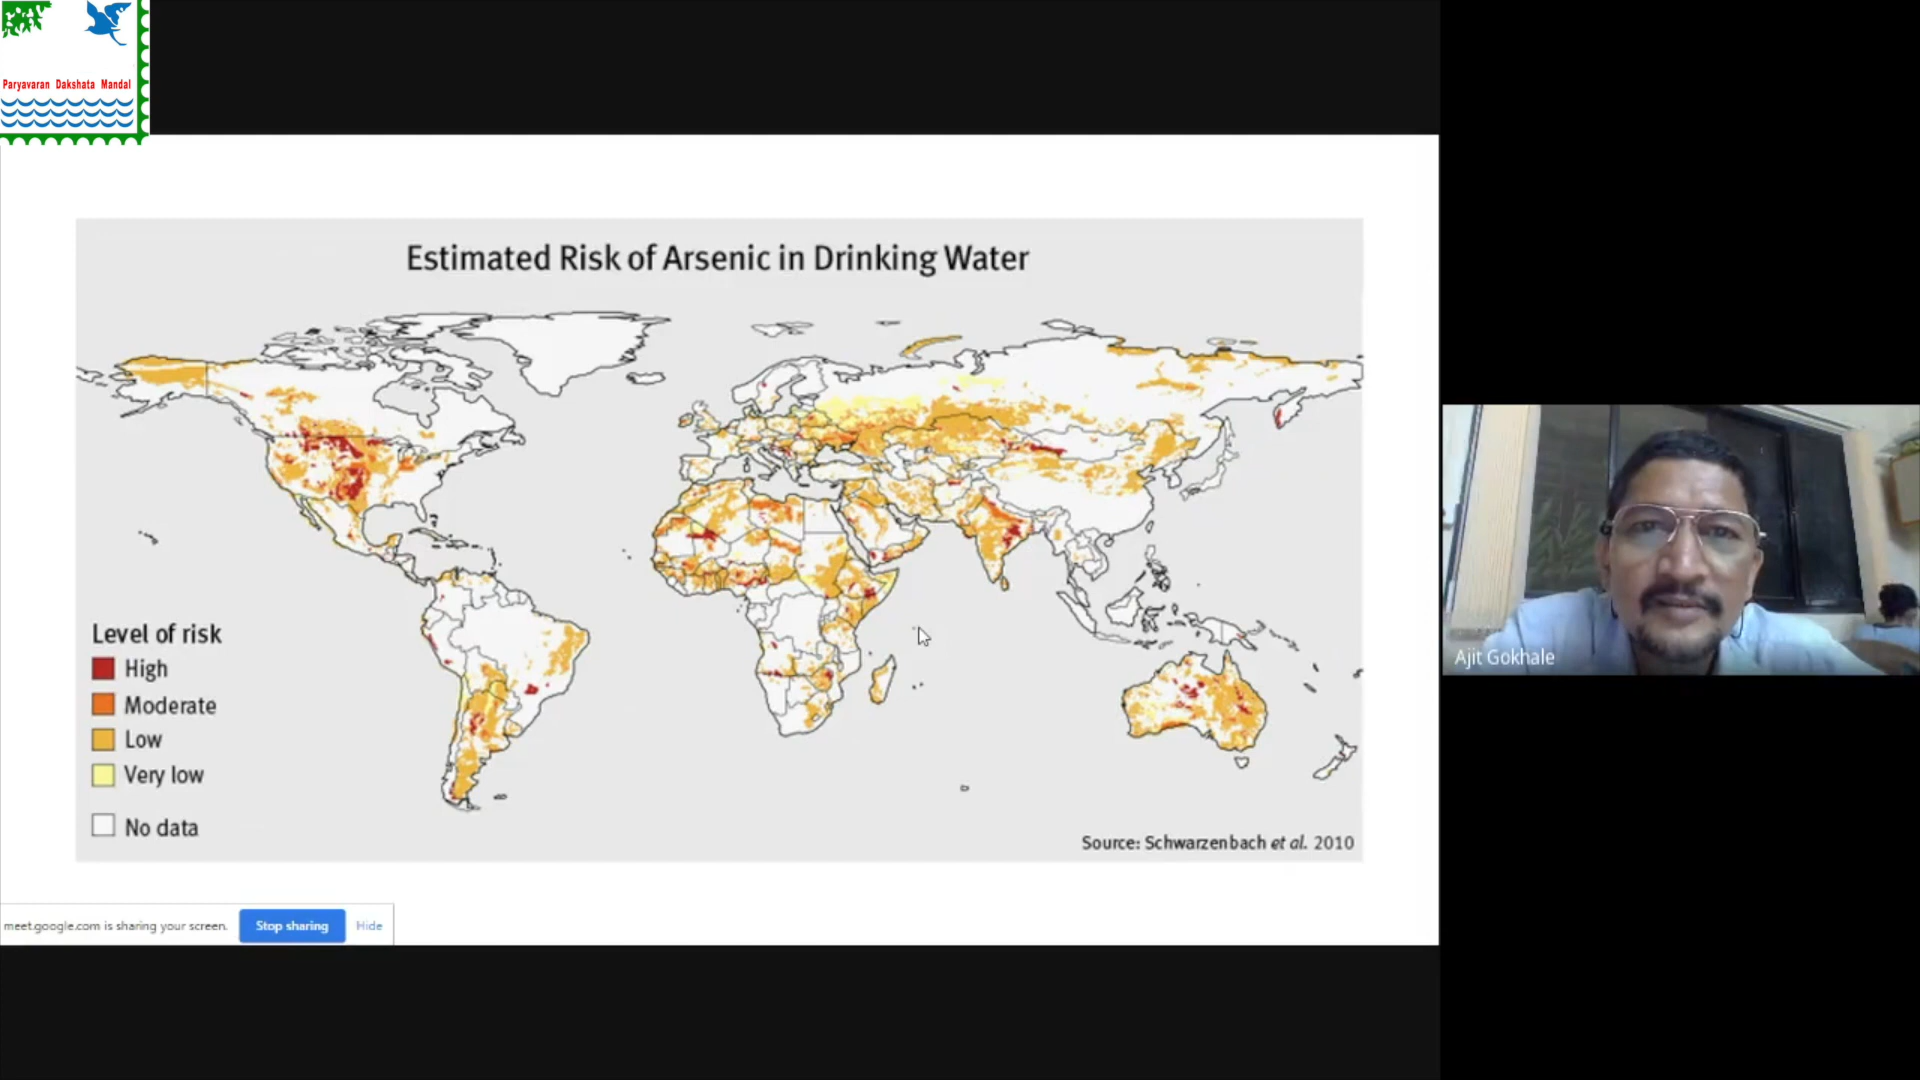 Paryavaran Dakshata Mandal
Estimated Risk of Arsenic in Drinking Water
Level of risk
High
Moderate
Low
Very low
No data
Source: Schwarzenbach et al. 2010
meet.google.com is sharing your screen.
Stop sharing
Hide
Ajit Gokhale